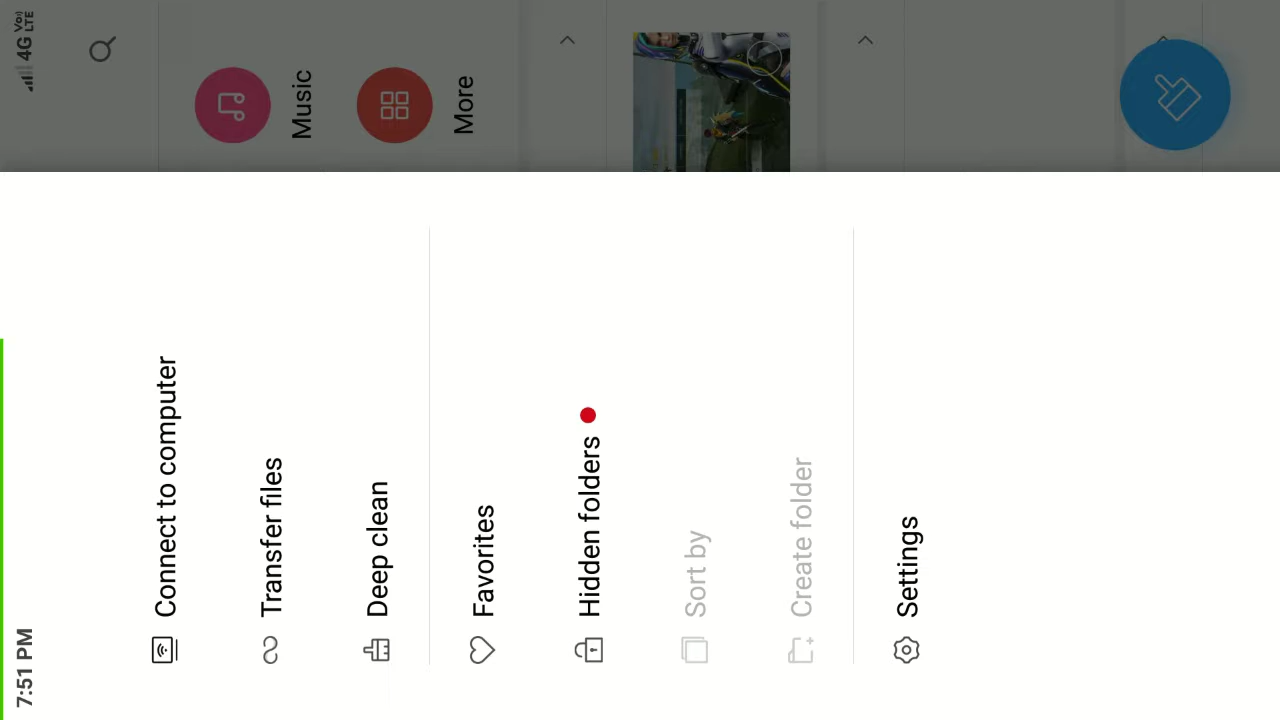 7:51 PM
4G
Vo)
LTE
Connect to computer
Transfer files
Deep clean
Favorites
Hidden folders
Sort by
Create folder
Settings
Music
More